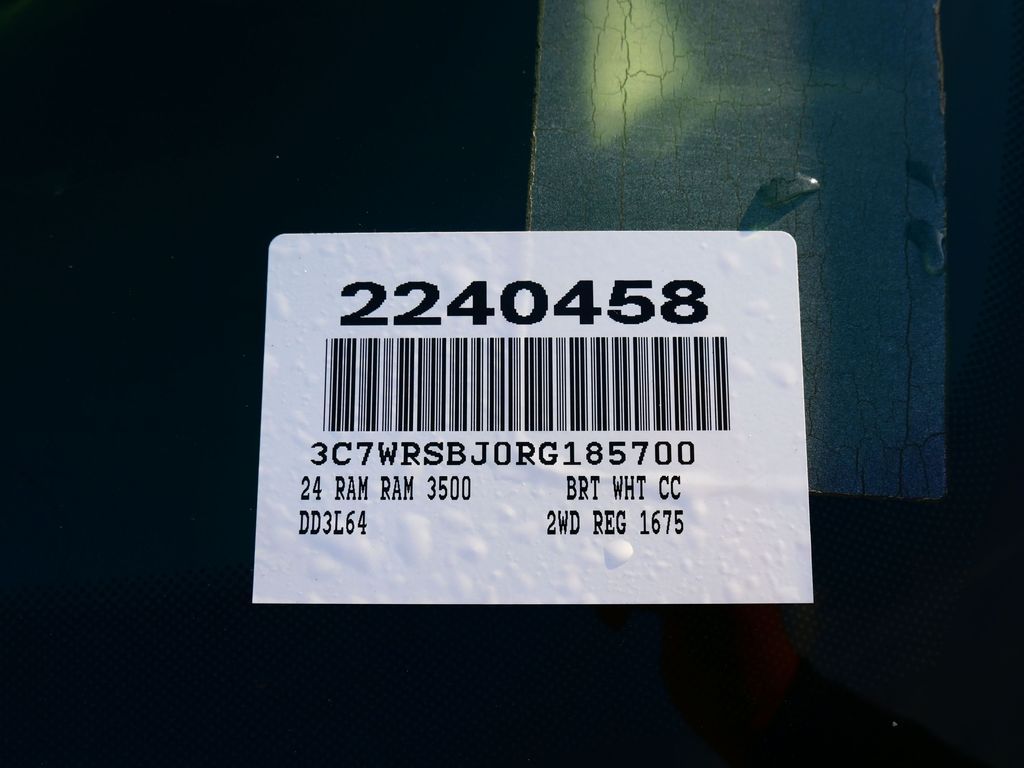 2240458
3C7WRSBJ0RG185700
24 RAM RAM 3500 BRT WHT CC
DD3L64 2WD REG 1675